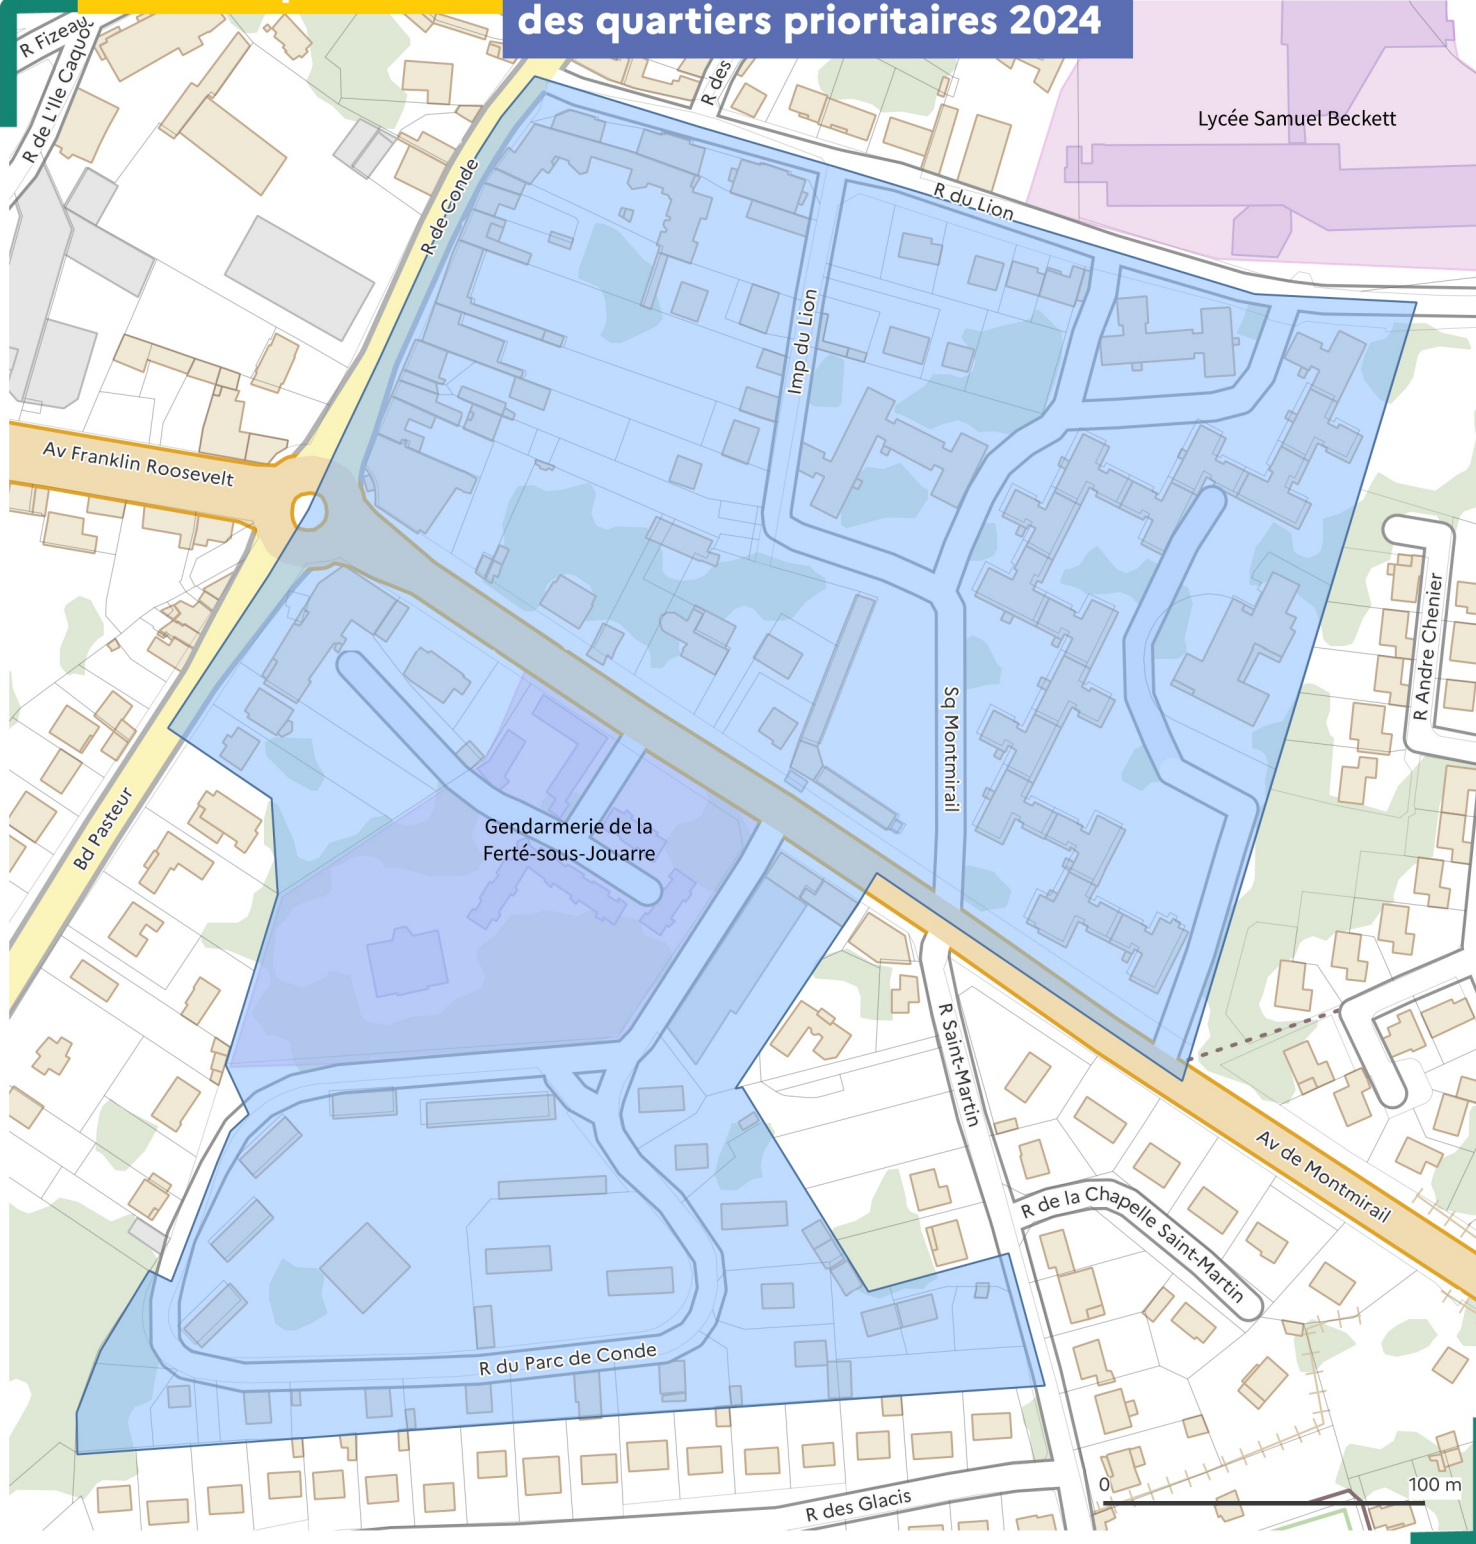 des quartiers prioritaires 2024
R Fizeau
R de L'Ile Caquot
R des
Lycée Samuel Beckett
R de Conde
R du Lion
Imp du Lion
Av Franklin Roosevelt
R Andre Chenier
Sq Montmirail
Bd Pasteur
Gendarmerie de la
Ferté-sous-Jouarre
R Saint-Martin
Av de Montmirail
R de la Chapelle Saint-Martin
R du Parc de Conde
R des Glacis
0
100 m